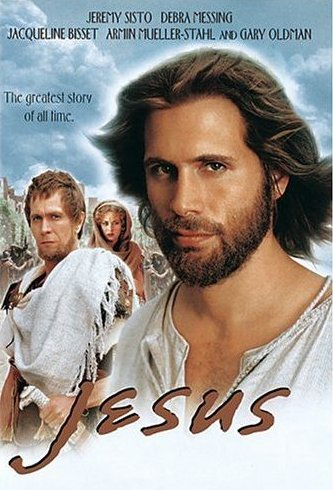 JEREMY SISTO   DEBRA MESSING
JACQUELINE BISSET   ARMIN MUELLER-STAHL AND GARY OLDMAN
The greatest story
of all time.
Jesus